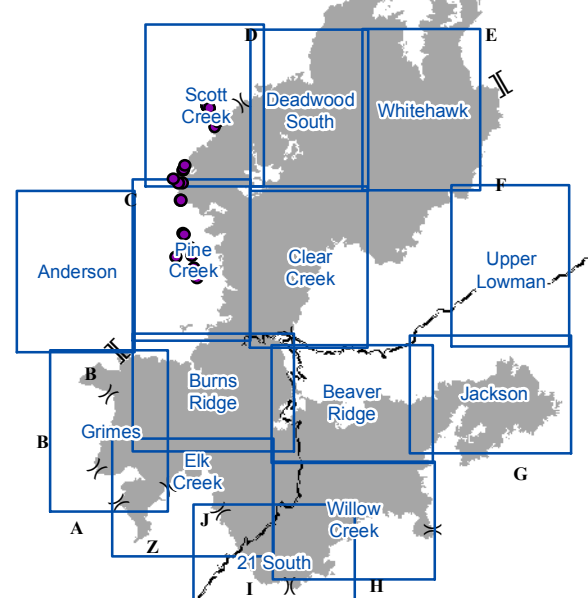 D
E
Scott
Creek
Deadwood
South
Whitehawk
C
F
Anderson
Pine
Creek
Clear
Creek
Upper
Lowman
B
Burns
Ridge
Beaver
Ridge
Jackson
B
Grimes
Elk
Creek
G
A
Z
J
Willow
Creek
21 South
I
H